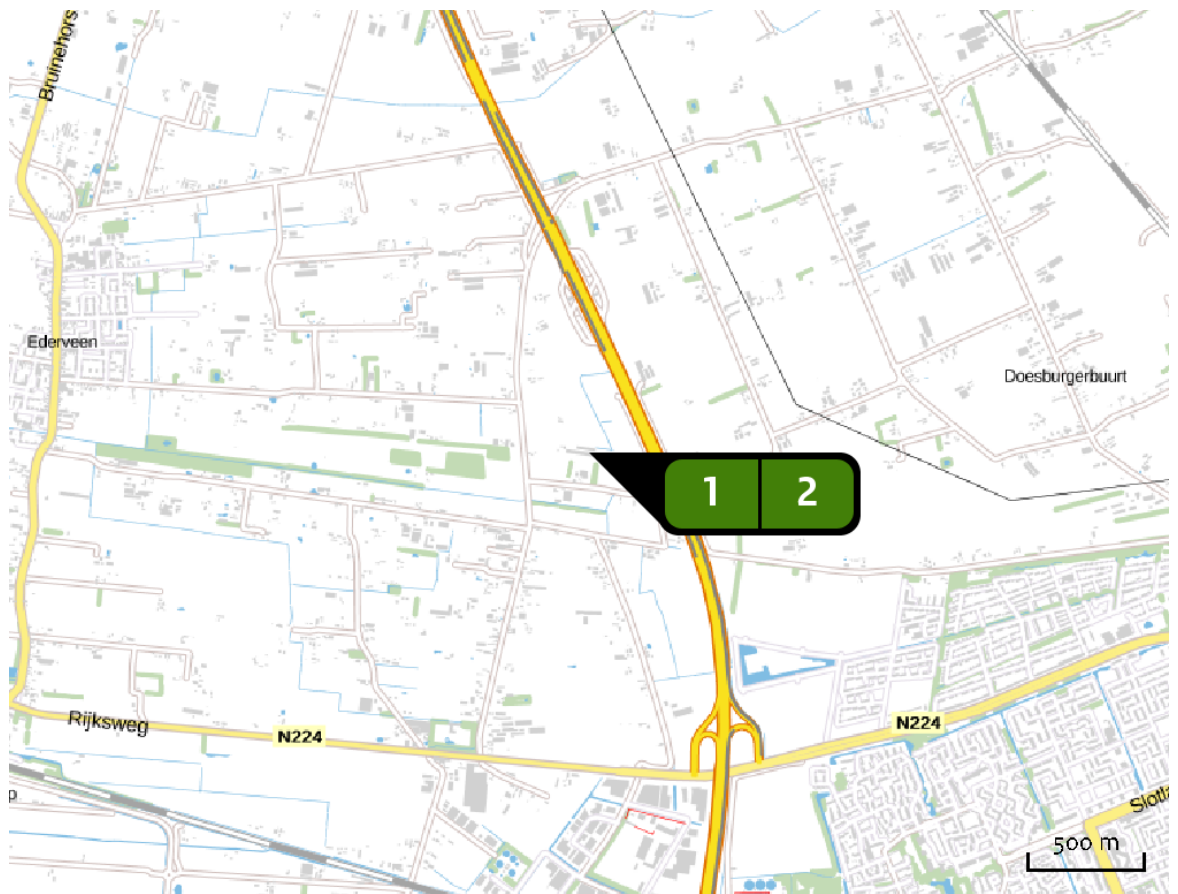 Bruinehors
Ederveen
Doesburgerbuurt
1 2
Rijksweg
N224
N224
p
Slotla
500 m